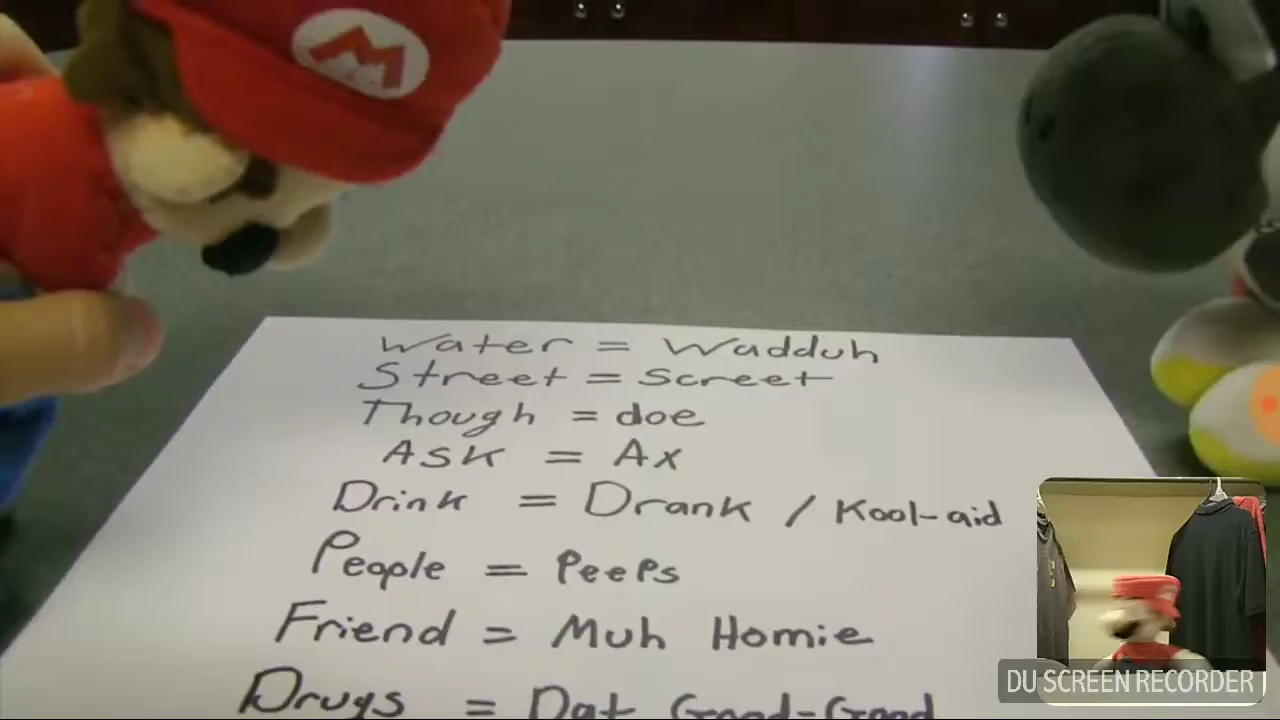 M
Water = Wadduh
Street = Screet
Though = doe
Ask = Ax
Drink = Drank / Kool-aid
People = Peeps
Friend = Muh Homie
Drugs = Dat Good-Good
DU SCREEN RECORDER